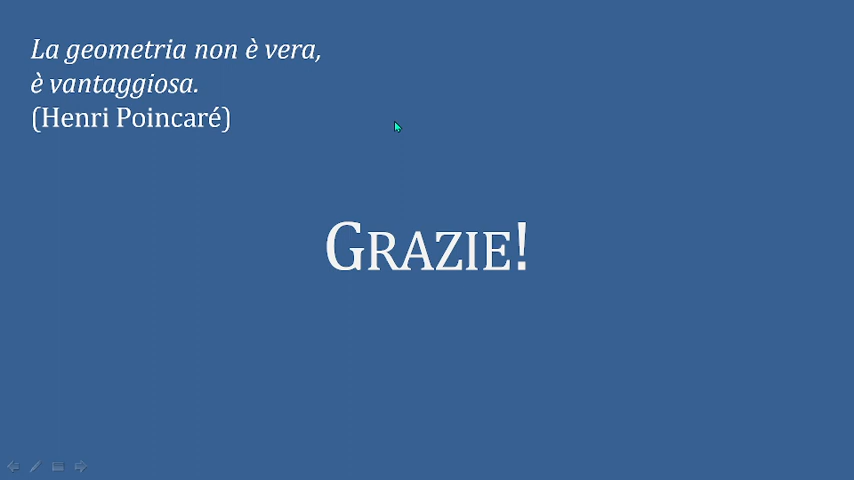 La geometria non è vera,
è vantaggiosa.
(Henri Poincaré)
GRAZIE!